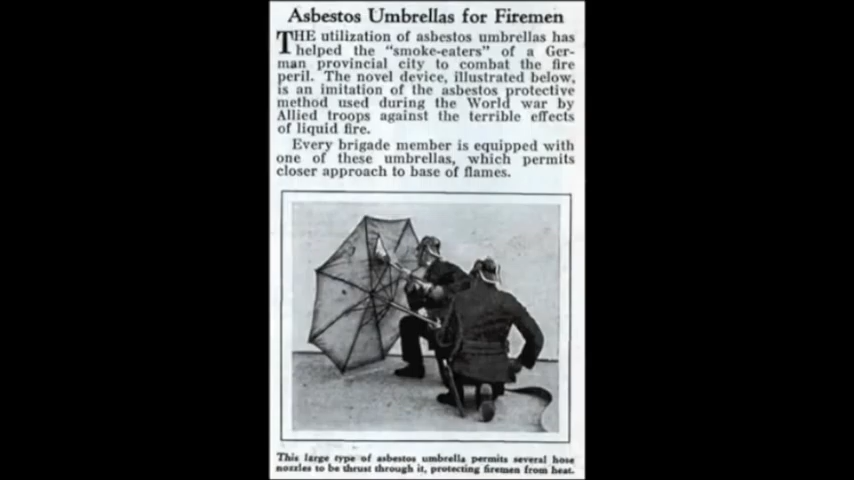 Asbestos Umbrellas for Firemen
THE utilization of asbestos umbrellas has
helped the "smoke-eaters" of a Ger-
man provincial city to combat the fire
peril. The novel device, illustrated below,
is an imitation of the asbestos protective
method used during the World war by
Allied troops against the terrible effects
of liquid fire.
Every brigade member is equipped with
one of these umbrellas, which permits
closer approach to base of flames.
This large type of asbestos umbrella permits several hose
nozzles to be thrust through it, protecting firemen from heat.